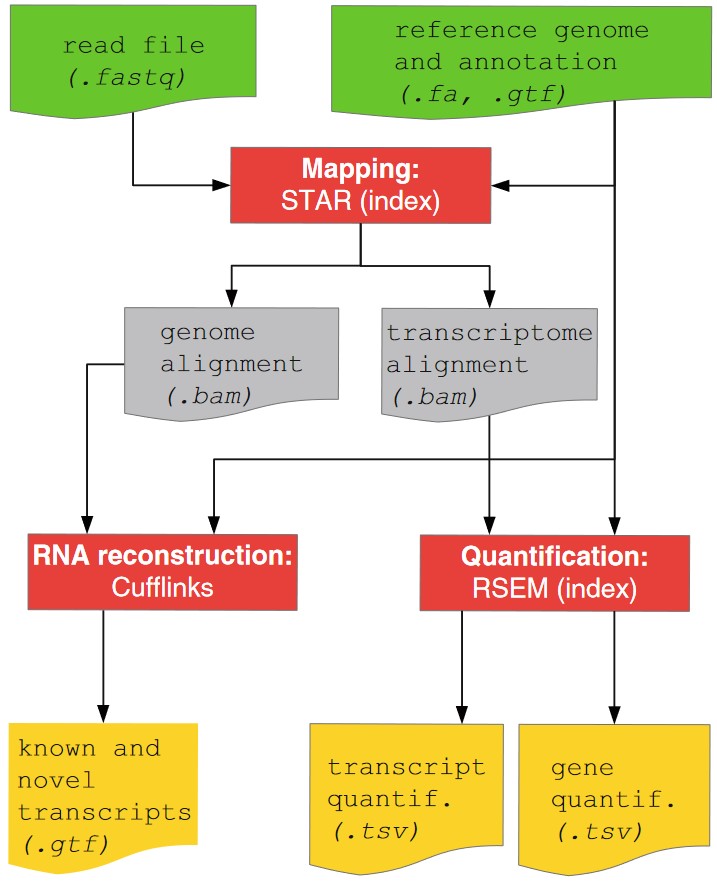 read file
(.fastq)
reference genome
and annotation
(.fa, .gtf)
Mapping:
STAR (index)
genome
alignment
(.bam)
transcriptome
alignment
(.bam)
RNA reconstruction:
Cufflinks
Quantification:
RSEM (index)
known and
novel
transcripts
(.gtf)
transcript
quantif.
(.tsv)
gene
quantif.
(.tsv)